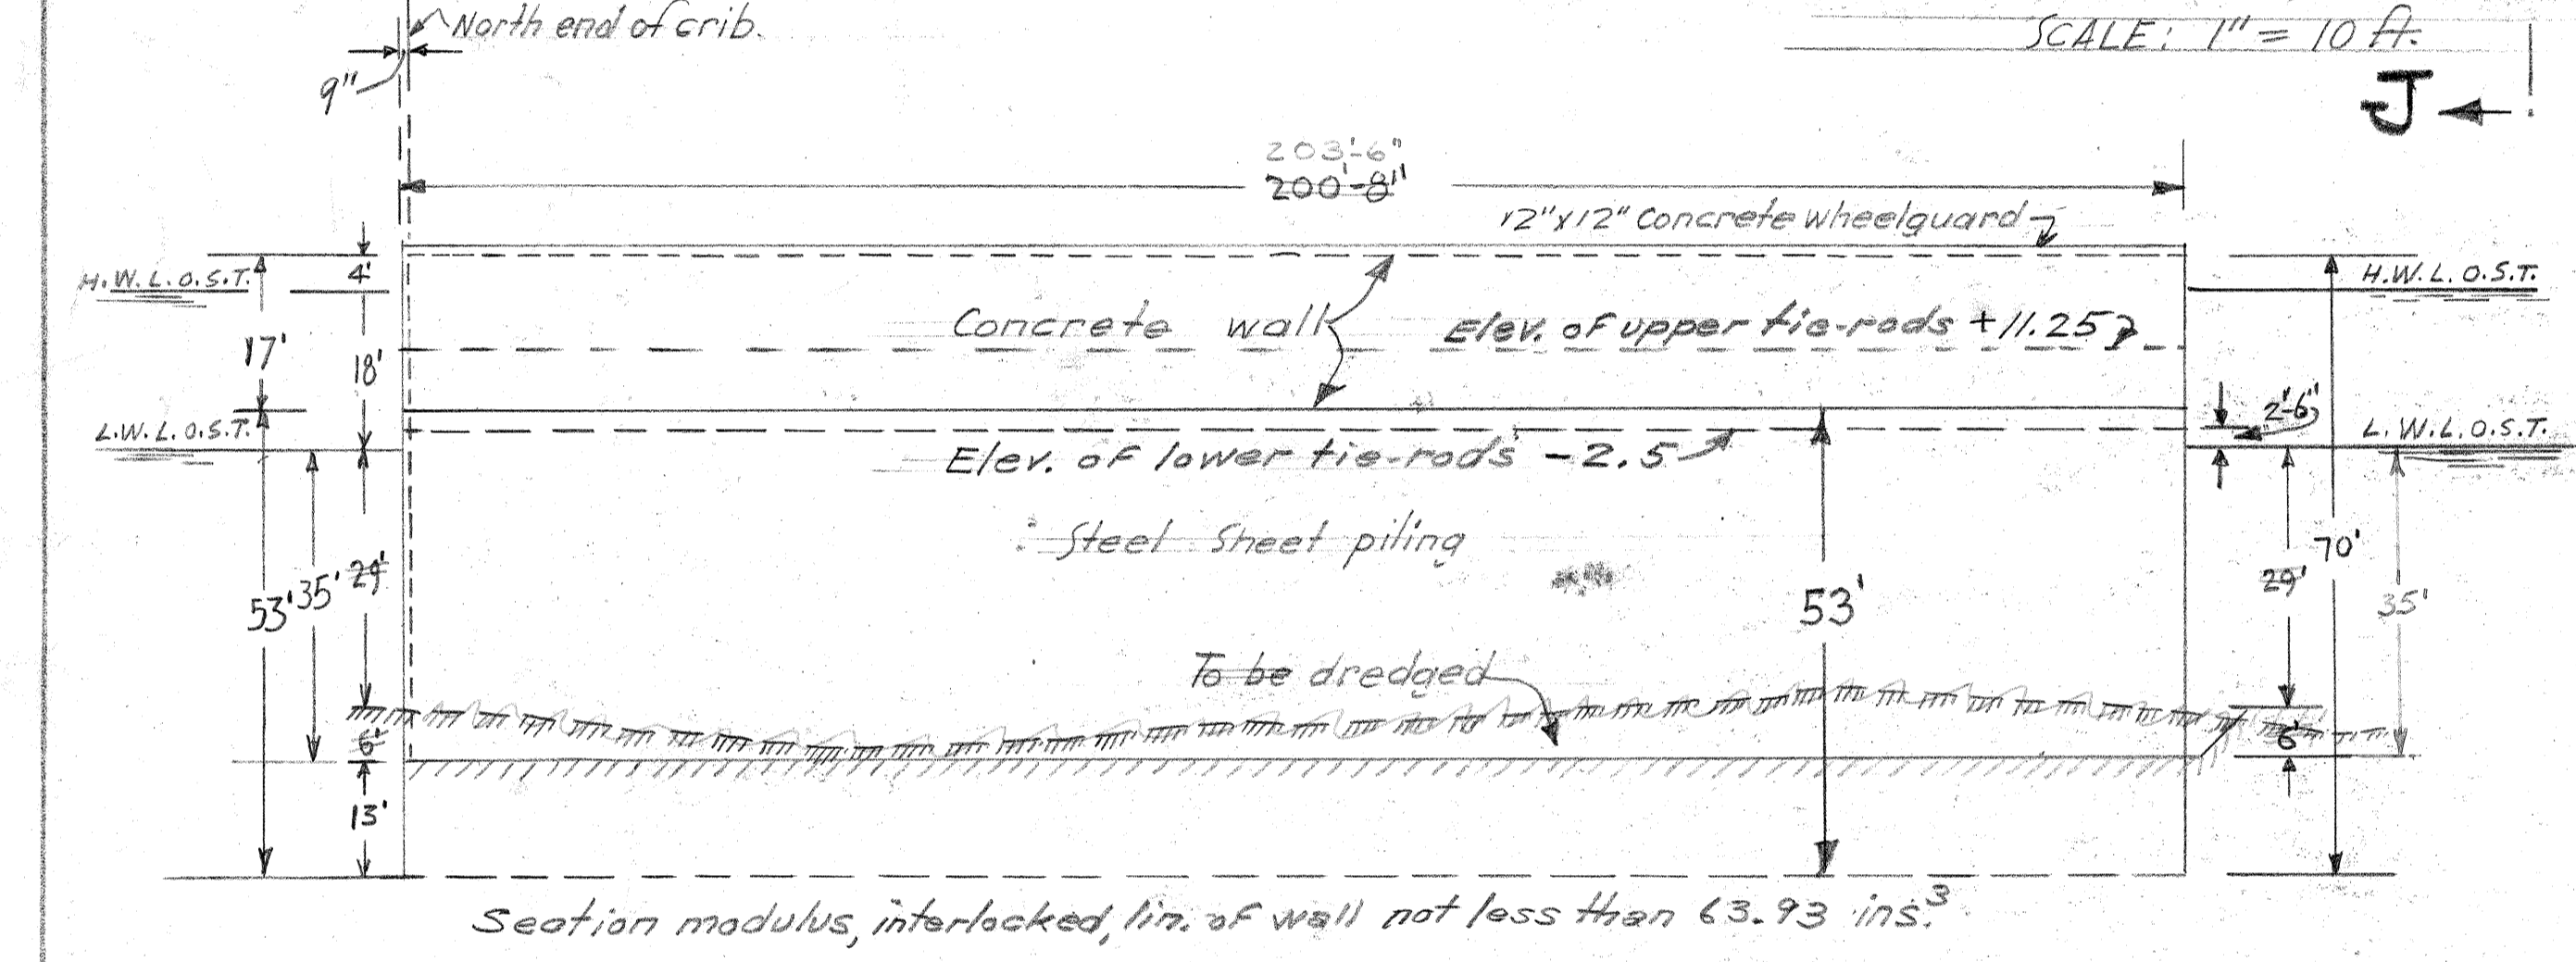 North end of crib.
SCALE: 1" = 10 ft.
9"
J
203'-6"
200'-8"
12"x12" Concrete wheelguard
4'
H.W.L.O.S.T.
H.W.L. O.S.T.
Concrete wall
Elev. of upper tie-rods +11.25
17'
18'
2'-6"
L.W.L.O.S.T.
L.W.L.O.S.T.
Elev. of lower tie-rods -2.5
Steel Sheet piling
70'
29'
29'
53'
35'
53'
35'
To be dredged
6'
6'
13'
Section modulus, interlocked, lin. of wall not less than 63.93 ins.³